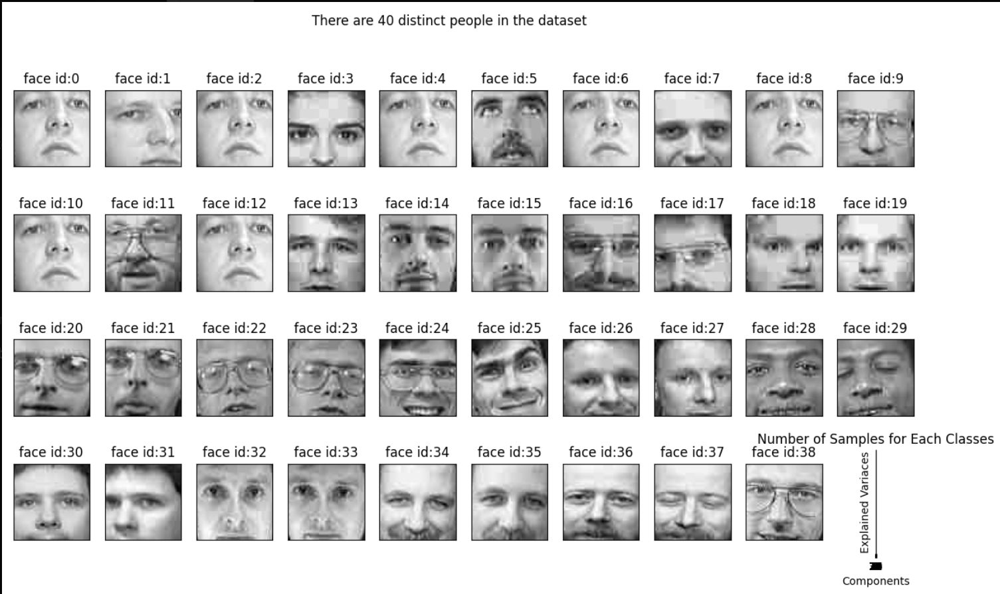 There are 40 distinct people in the dataset
face id:0 face id:1 face id:2 face id:3 face id:4 face id:5 face id:6 face id:7 face id:8 face id:9
face id:10 face id:11 face id:12 face id:13 face id:14 face id:15 face id:16 face id:17 face id:18 face id:19
face id:20 face id:21 face id:22 face id:23 face id:24 face id:25 face id:26 face id:27 face id:28 face id:29
Number of Samples for Each Classes
face id:30 face id:31 face id:32 face id:33 face id:34 face id:35 face id:36 face id:37 face id:38
Explained Variaces
Components